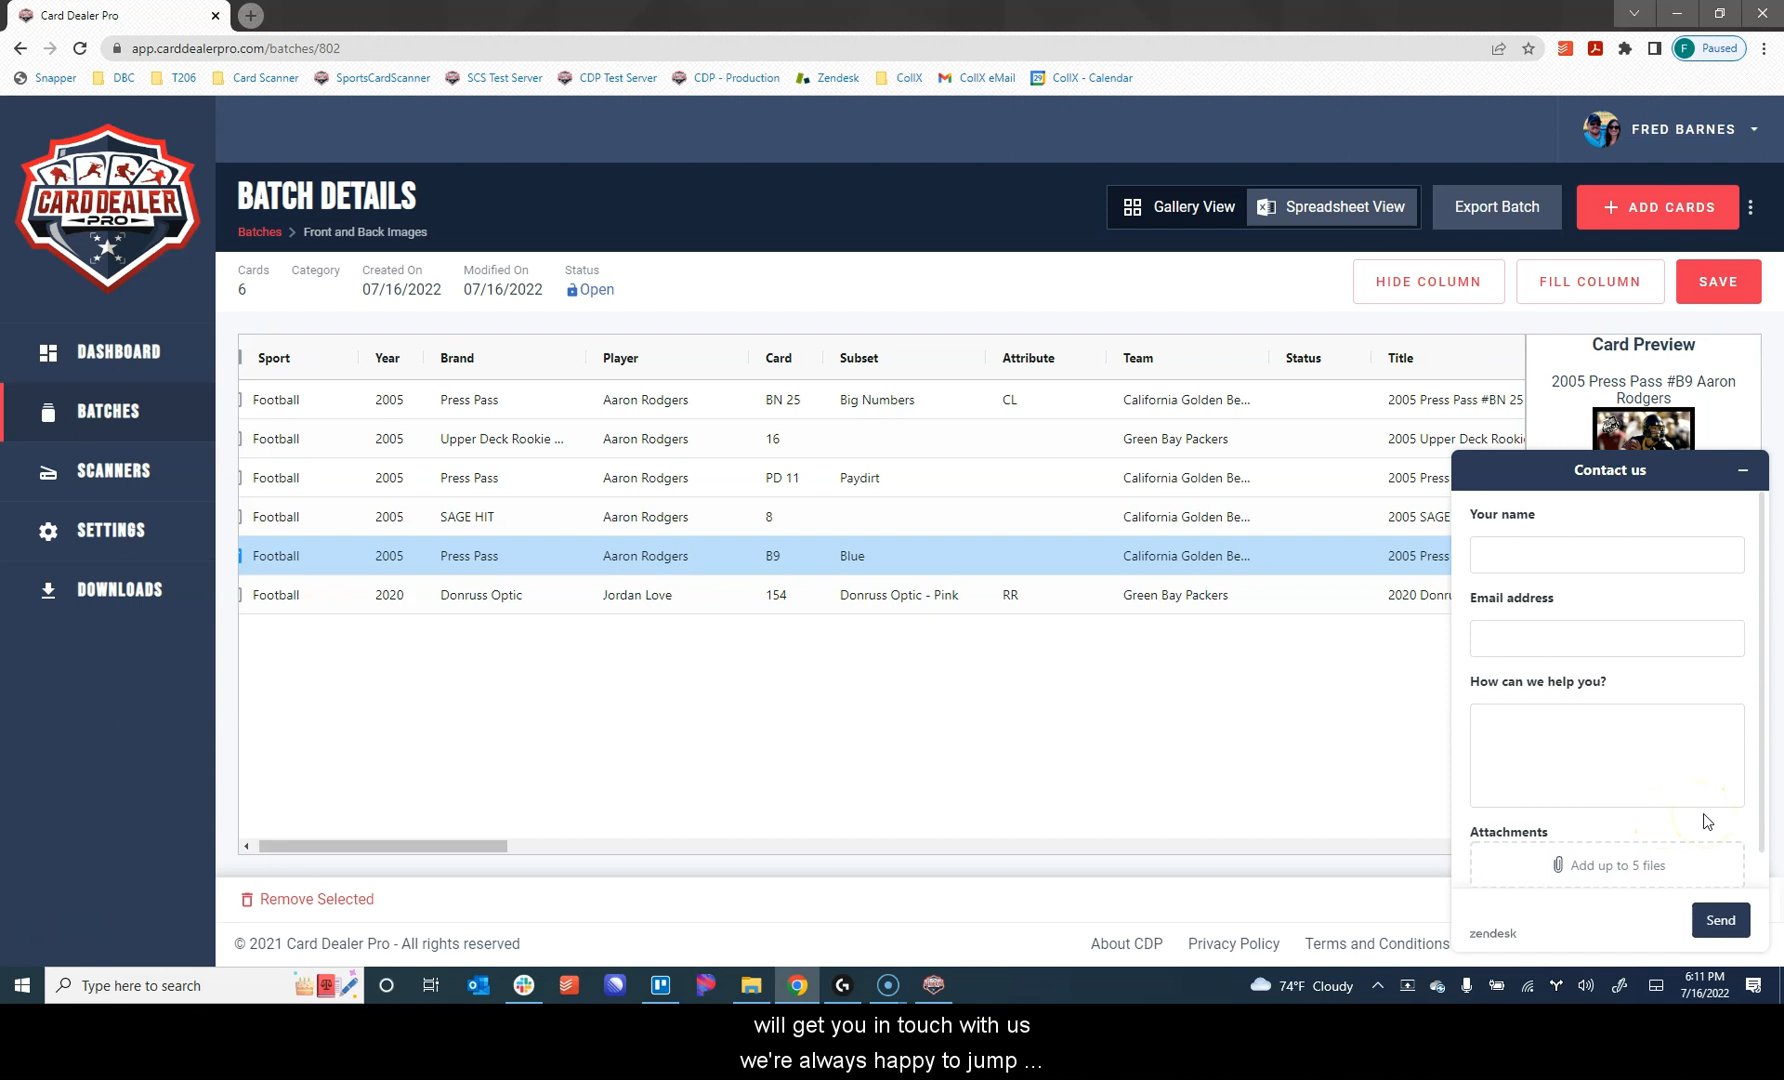 Card Dealer Pro
app.carddealerpro.com/batches/802
F Paused
Snapper DBC T206 Card Scanner SportsCardScanner SCS Test Server CDP Test Server CDP - Production Zendesk CollX CollX eMail 29 CollX - Calendar
CARD DEALER
PRO
FRED BARNES
BATCH DETAILS
Batches > Front and Back Images
Gallery View Spreadsheet View Export Batch + ADD CARDS
Cards Category Created On Modified On Status
6 07/16/2022 07/16/2022 Open
HIDE COLUMN FILL COLUMN SAVE
DASHBOARD
BATCHES
SCANNERS
SETTINGS
DOWNLOADS
Sport Year Brand Player Card Subset Attribute Team Status Title
Football 2005 Press Pass Aaron Rodgers BN 25 Big Numbers CL California Golden Be... 2005 Press Pass #BN 25
Football 2005 Upper Deck Rookie ... Aaron Rodgers 16 Green Bay Packers 2005 Upper Deck Rooki
Football 2005 Press Pass Aaron Rodgers PD 11 Paydirt California Golden Be... 2005 Press
Football 2005 SAGE HIT Aaron Rodgers 8 California Golden Be... 2005 SAGE
Football 2005 Press Pass Aaron Rodgers B9 Blue California Golden Be... 2005 Press
Football 2020 Donruss Optic Jordan Love 154 Donruss Optic - Pink RR Green Bay Packers 2020 Donru
Card Preview
2005 Press Pass #B9 Aaron
Rodgers
Contact us
Your name
Email address
How can we help you?
Attachments
Add up to 5 files
zendesk
Send
Remove Selected
© 2021 Card Dealer Pro - All rights reserved
About CDP Privacy Policy Terms and Conditions
Type here to search
74°F Cloudy
6:11 PM
7/16/2022
will get you in touch with us
we're always happy to jump ...